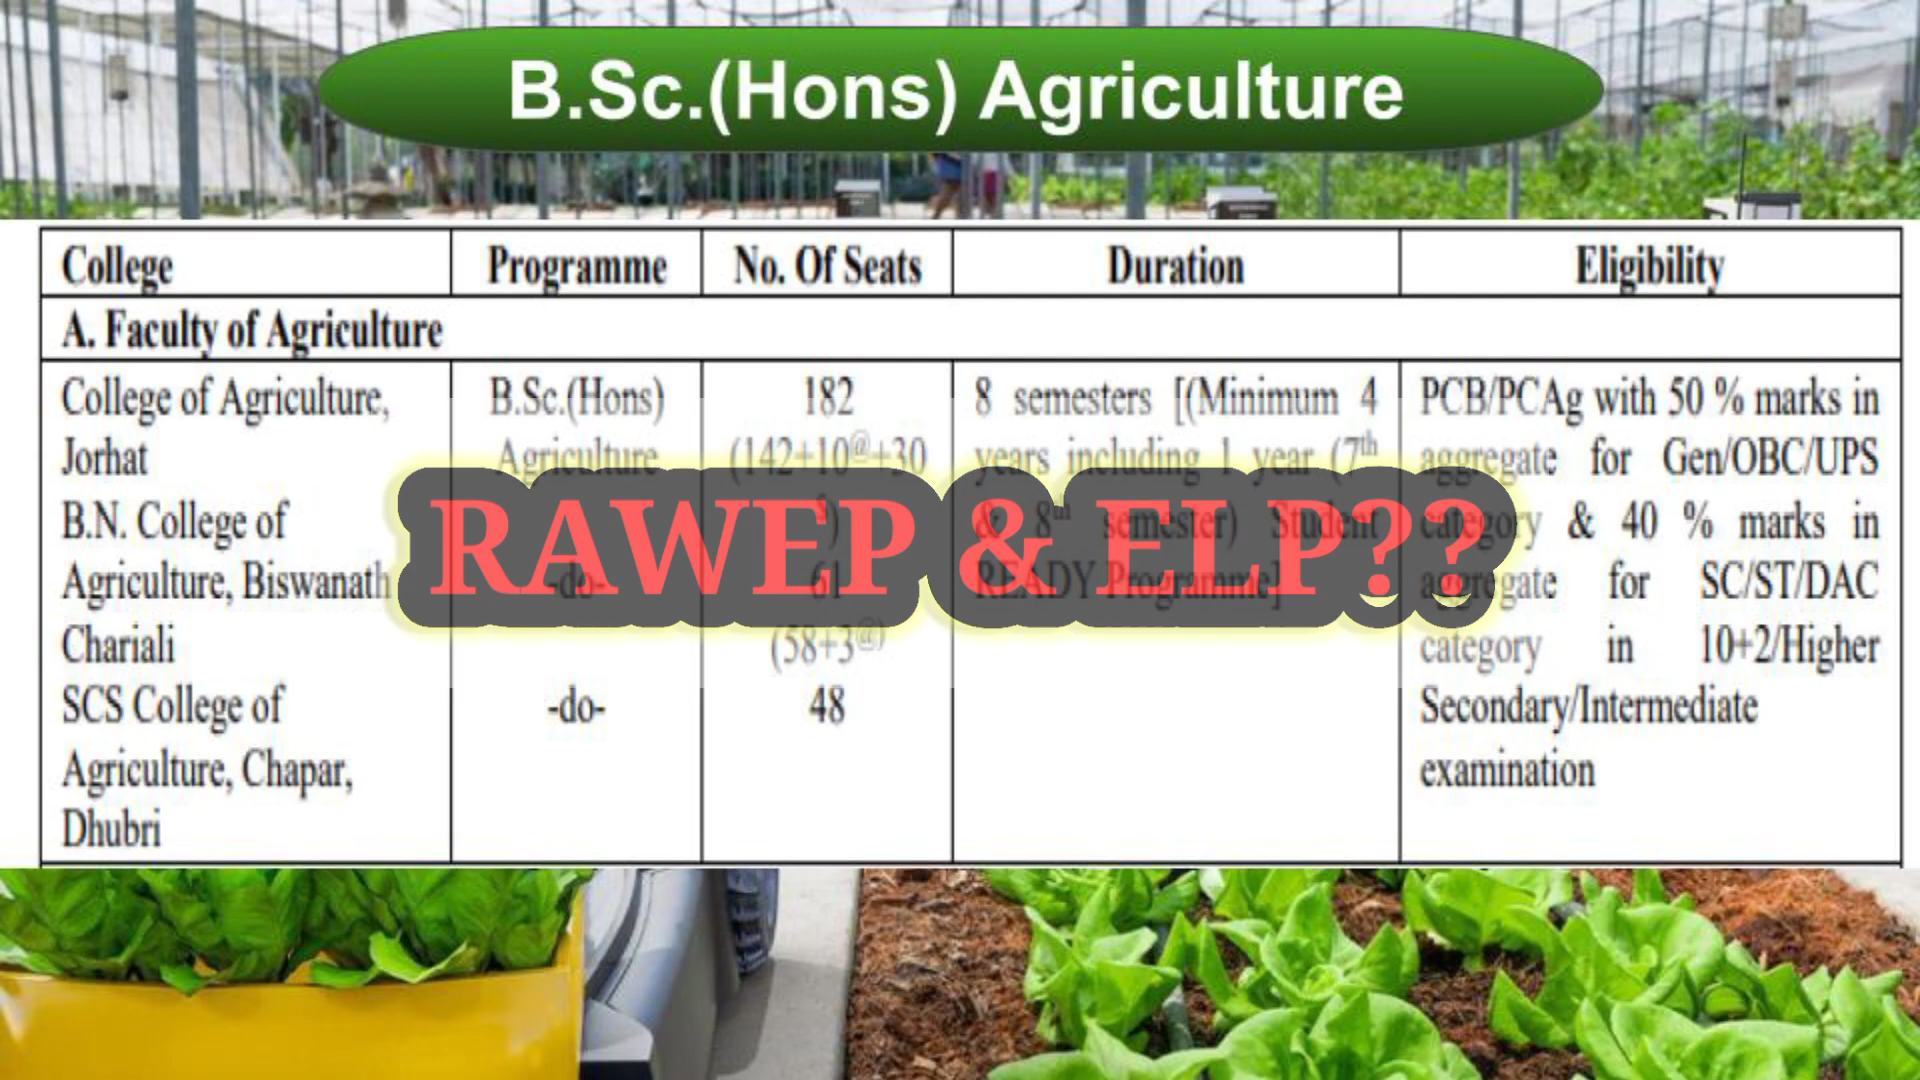 B.Sc.(Hons) Agriculture
College Programme No. Of Seats Duration Eligibility
A. Faculty of Agriculture
College of Agriculture, B.Sc.(Hons) 182 8 semesters [(Minimum 4 PCB/PCAg with 50 % marks in
Jorhat Agriculture (142+10@+30 years including 1 year (7th aggregate for Gen/OBC/UPS
B.N. College of ) & 8th semester) Student category & 40 % marks in
RAWEP & ELP??
Agriculture, Biswanath -do- 61 READY Programme] aggregate for SC/ST/DAC
Chariali (58+3@) category in 10+2/Higher
SCS College of -do- 48 Secondary/Intermediate
Agriculture, Chapar, examination
Dhubri